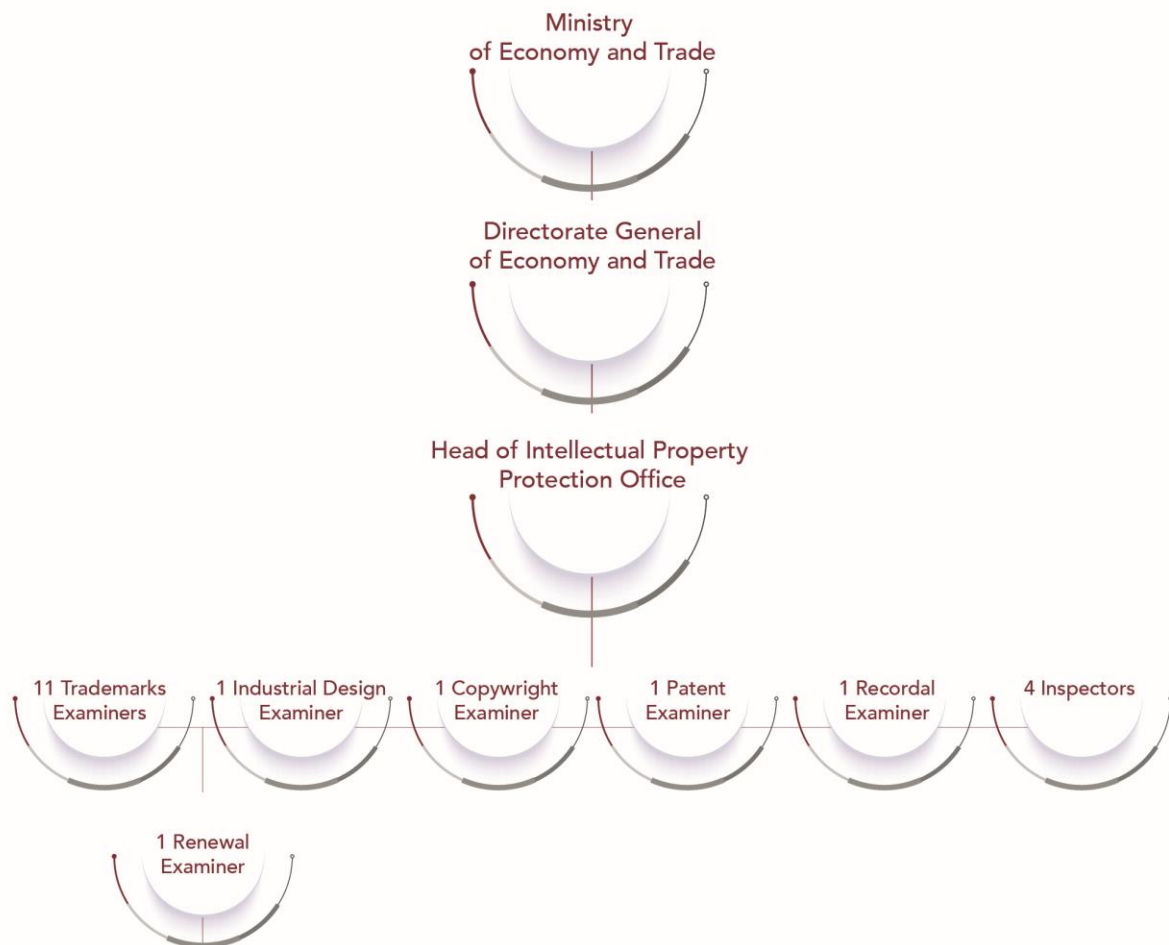 Ministry
of Economy and Trade
Directorate General
of Economy and Trade
Head of Intellectual Property
Protection Office
11 Trademarks
Examiners
1 Industrial Design
Examiner
1 Copywright
Examiner
1 Patent
Examiner
1 Recordal
Examiner
4 Inspectors
1 Renewal
Examiner